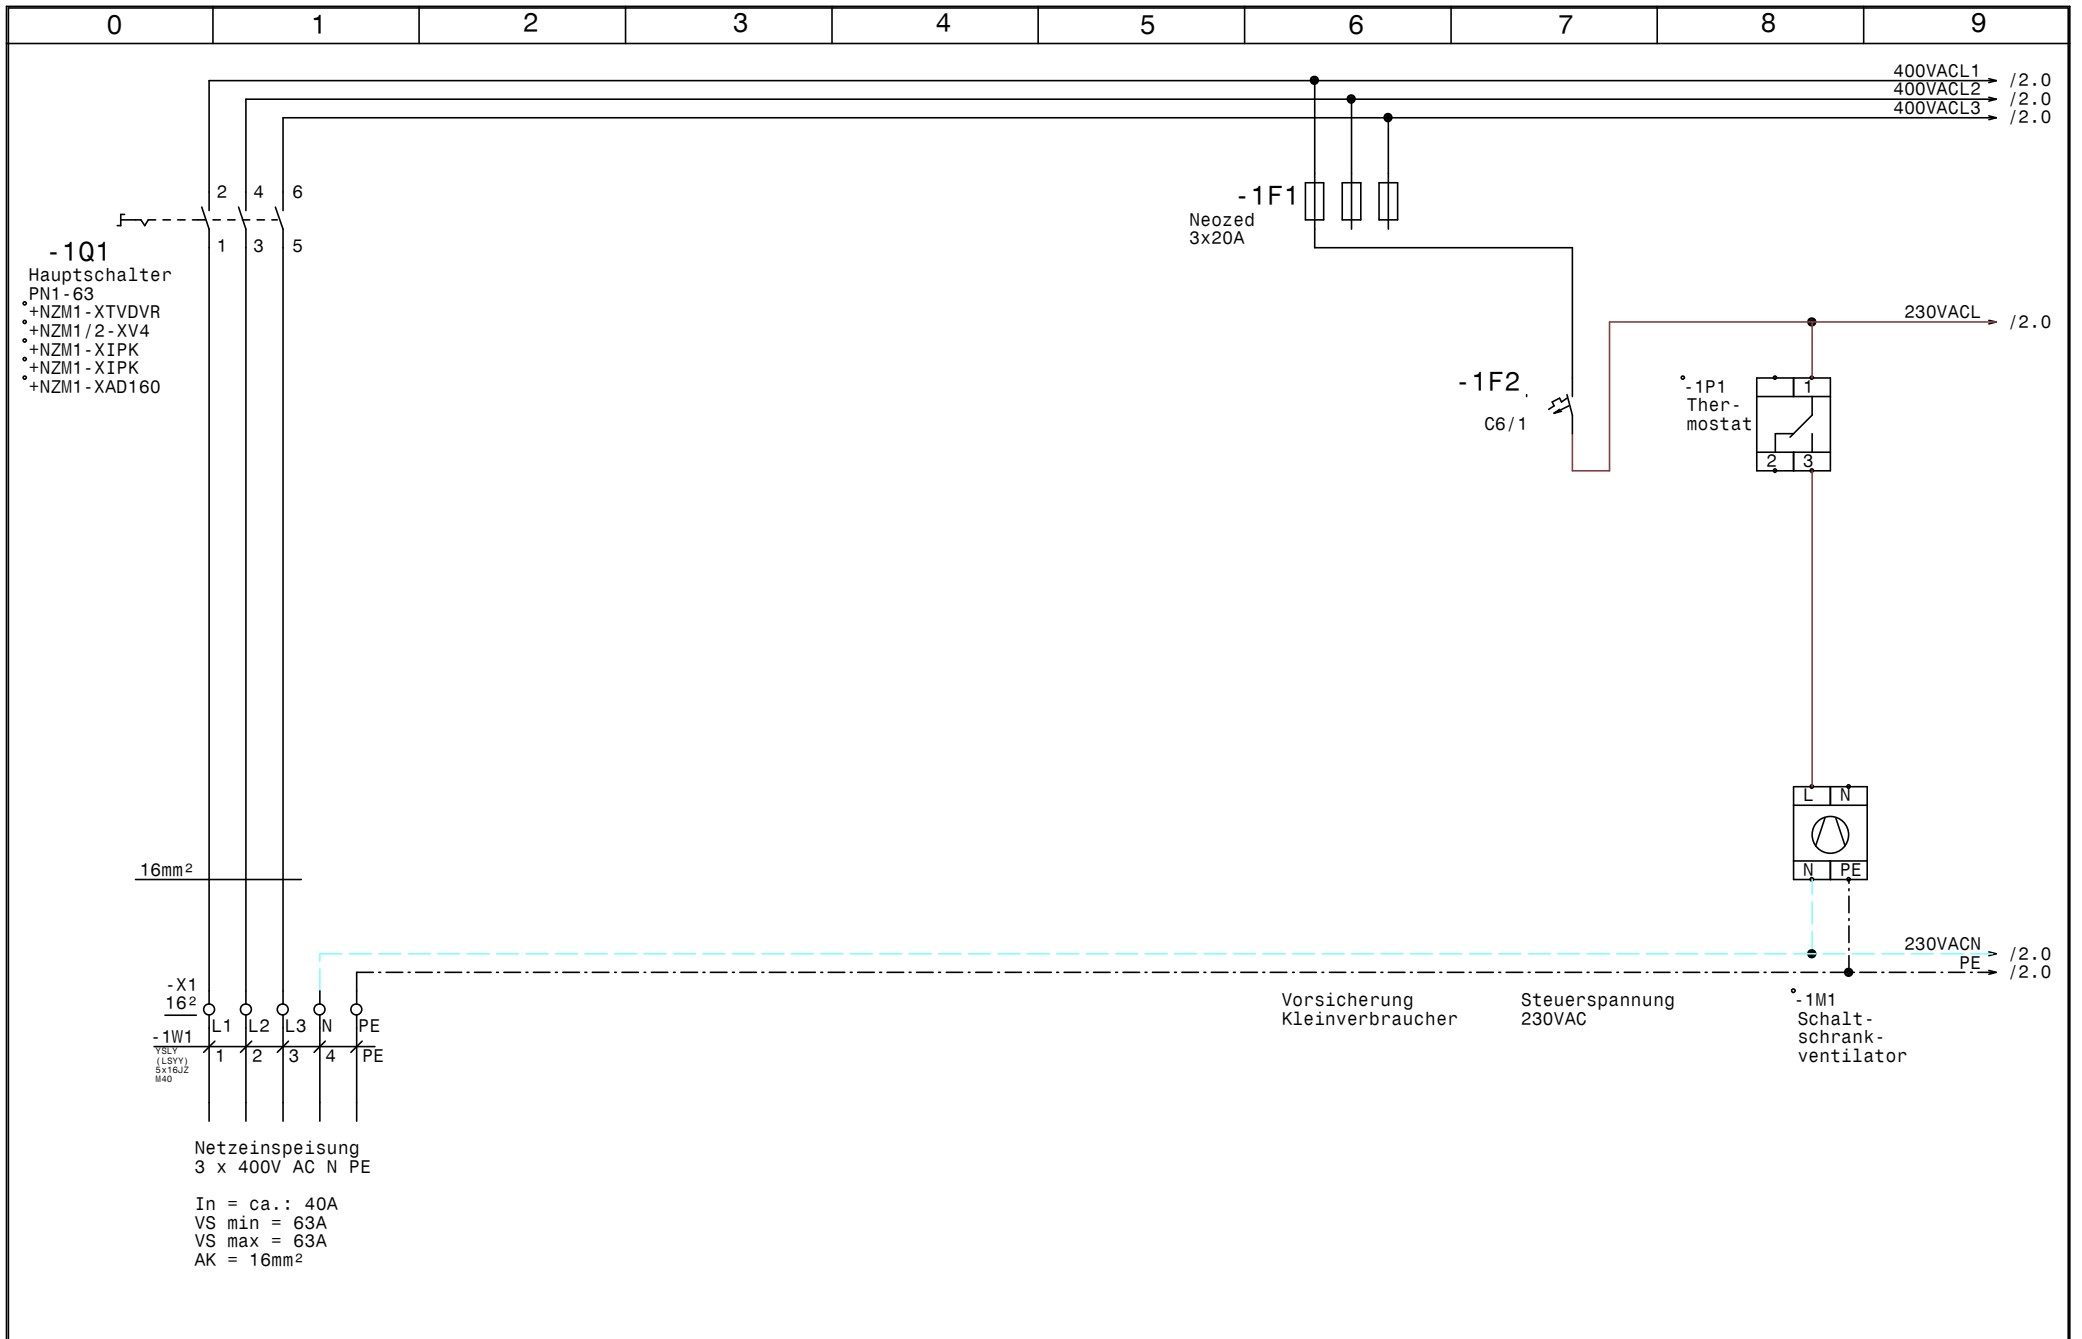 0 1 2 3 4 5 6 7 8 9
400VACL1 /2.0
400VACL2 /2.0
400VACL3 /2.0
2 4 6
1 3 5
-1Q1
Hauptschalter
PN1-63
°+NZM1-XTVDVR
°+NZM1/2-XV4
°+NZM1-XIPK
°+NZM1-XIPK
°+NZM1-XAD160
-1F1
Neozed
3x20A
230VACL /2.0
-1F2
C6/1
°-1P1
Ther-
mostat
1
2 3
L N
N PE
16mm²
230VACN /2.0
PE /2.0
-X1
16²
L1 L2 L3 N PE
-1W1
1 2 3 4 PE
YSLY
(LSYY)
5x16JZ
M40
Vorsicherung
Kleinverbraucher
Steuerspannung
230VAC
°-1M1
Schalt-
schrank-
ventilator
Netzeinspeisung
3 x 400V AC N PE
In = ca.: 40A
VS min = 63A
VS max = 63A
AK = 16mm²